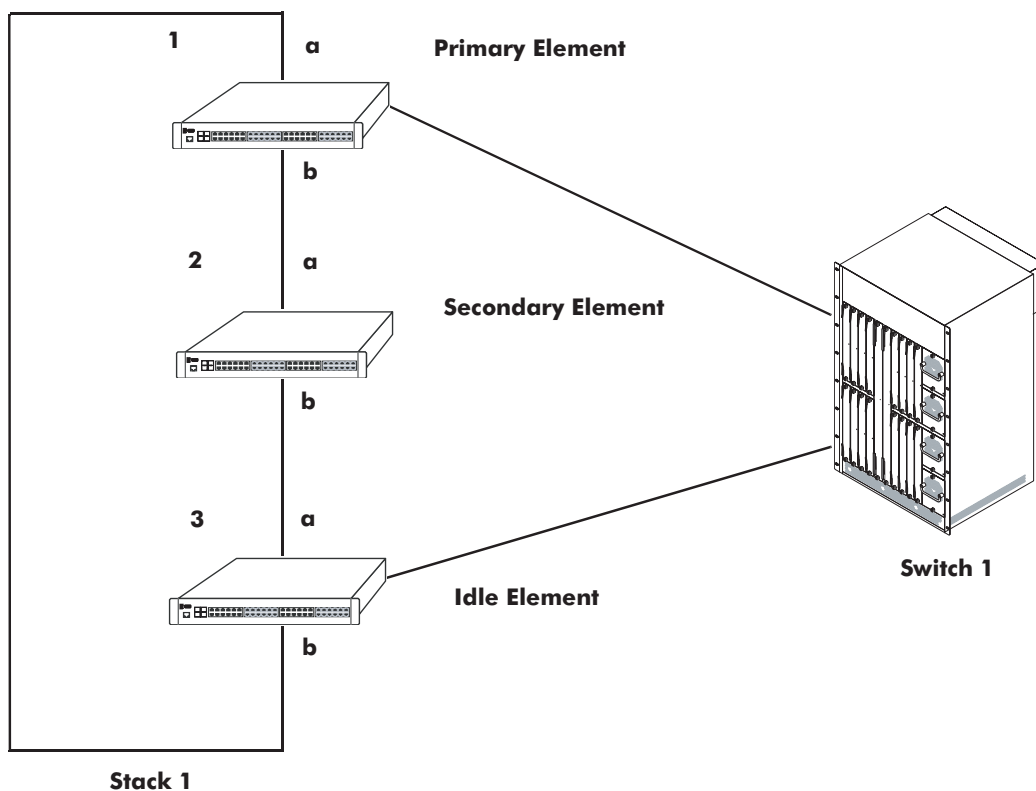 1
a
Primary Element
b
2
a
Secondary Element
b
3
a
Switch 1
Idle Element
b
Stack 1